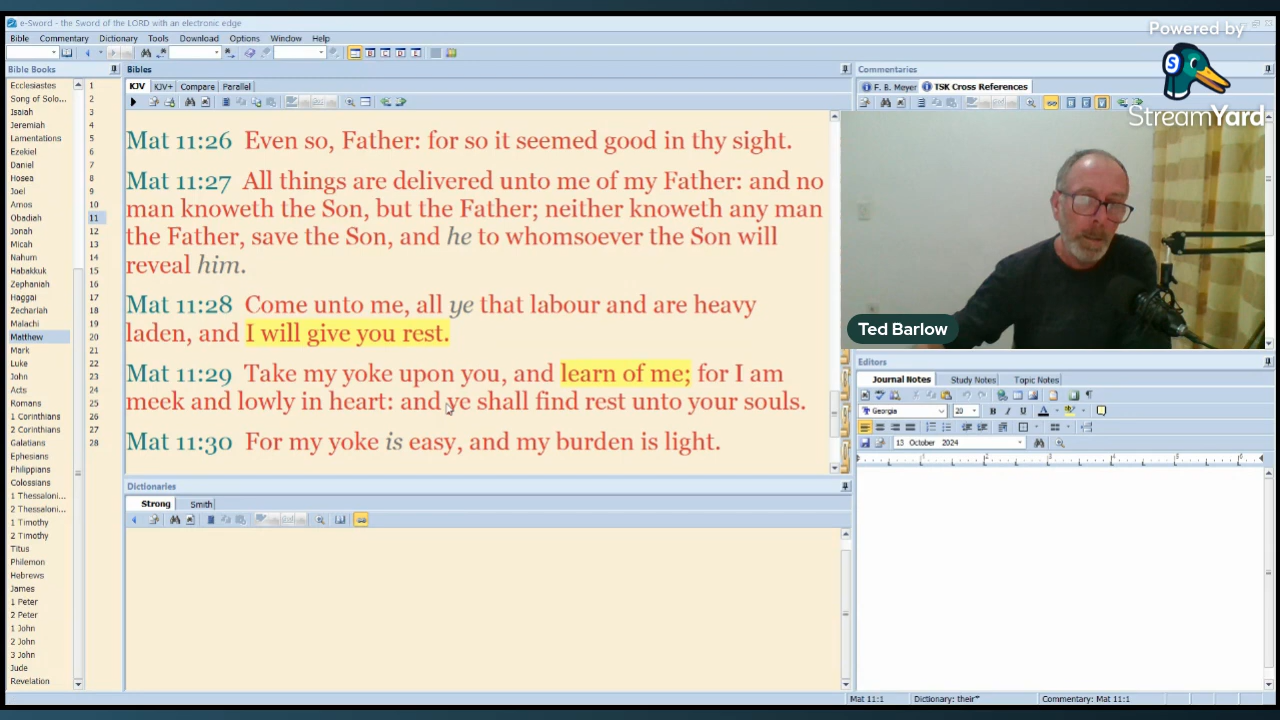 e-Sword - the Sword of the LORD with an electronic edge
Bible Commentary Dictionary Tools Download Options Window Help
Bible Books
Ecclesiastes
Song of Solo...
Isaiah
Jeremiah
Lamentations
Ezekiel
Daniel
Hosea
Joel
Amos
Obadiah
Jonah
Micah
Nahum
Habakkuk
Zephaniah
Haggai
Zechariah
Malachi
Matthew
Mark
Luke
John
Acts
Romans
1 Corinthians
2 Corinthians
Galatians
Ephesians
Philippians
Colossians
1 Thessaloni...
2 Thessaloni...
1 Timothy
2 Timothy
Titus
Philemon
Hebrews
James
1 Peter
2 Peter
1 John
2 John
3 John
Jude
Revelation
1
2
3
4
5
6
7
8
9
10
11
12
13
14
15
16
17
18
19
20
21
22
23
24
25
26
27
28
Bibles
KJV KJV+ Compare Parallel
Mat 11:26 Even so, Father: for so it seemed good in thy sight.
Mat 11:27 All things are delivered unto me of my Father: and no
man knoweth the Son, but the Father; neither knoweth any man
the Father, save the Son, and he to whomsoever the Son will
reveal him.
Mat 11:28 Come unto me, all ye that labour and are heavy
laden, and I will give you rest.
Mat 11:29 Take my yoke upon you, and learn of me; for I am
meek and lowly in heart: and ye shall find rest unto your souls.
Mat 11:30 For my yoke is easy, and my burden is light.
Dictionaries
Strong Smith
Commentaries
F. B. Meyer TSK Cross References
Powered by
S
StreamYard
Ted Barlow
Editors
Journal Notes Study Notes Topic Notes
Georgia 20 B I U A
13 October 2024
1 2 3 4 5 6
Mat 11:1 Dictionary: their" Commentary: Mat 11:1